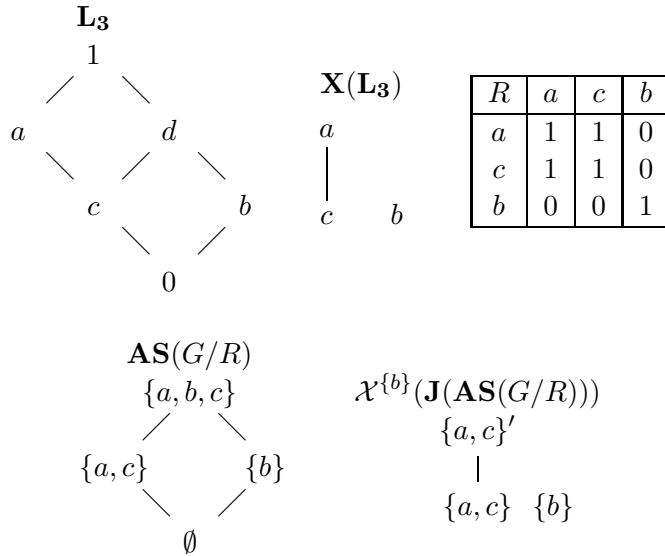 L₃
1
a d
c b
0
X(L₃)
a
c b
R a c b
a 1 1 0
c 1 1 0
b 0 0 1
AS(G/R)
{a, b, c}
{a, c} {b}
∅
𝒳^{b}(J(AS(G/R)))
{a, c}′
{a, c} {b}